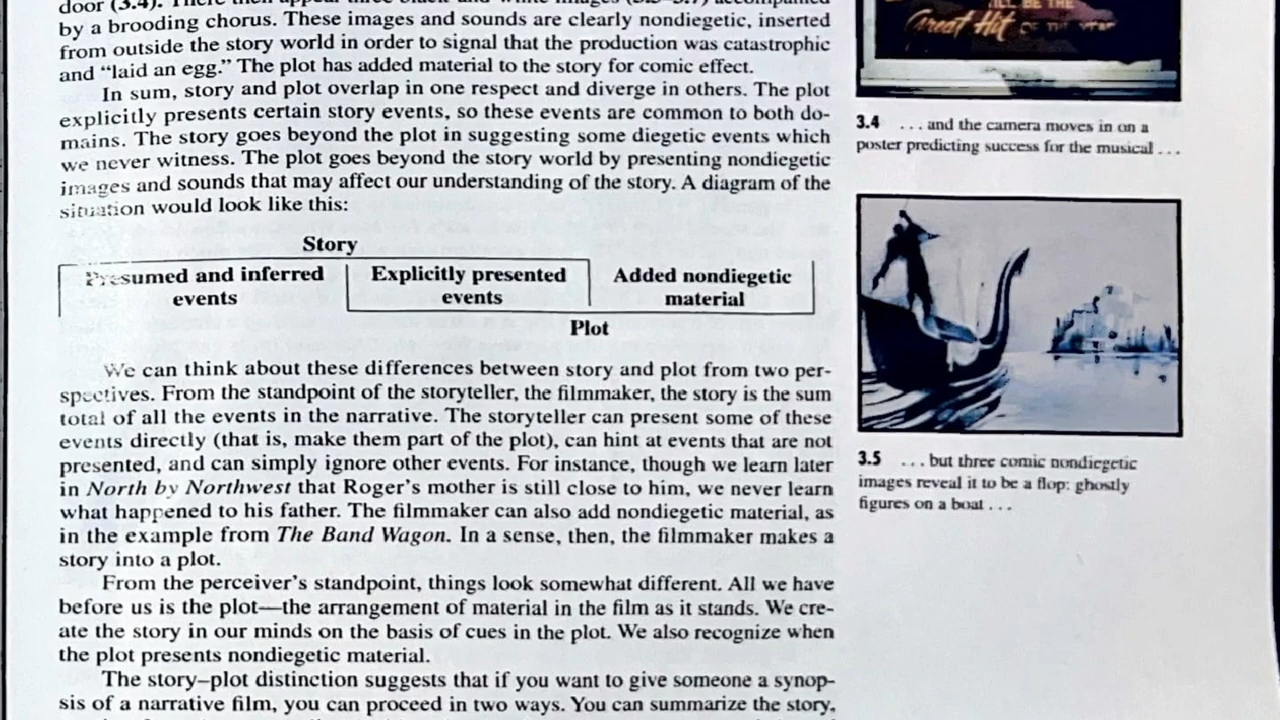 by a brooding chorus. These images and sounds are clearly nondiegetic, inserted
from outside the story world in order to signal that the production was catastrophic
and “laid an egg.” The plot has added material to the story for comic effect.
In sum, story and plot overlap in one respect and diverge in others. The plot
explicitly presents certain story events, so these events are common to both do-
mains. The story goes beyond the plot in suggesting some diegetic events which
we never witness. The plot goes beyond the story world by presenting nondiegetic
images and sounds that may affect our understanding of the story. A diagram of the
situation would look like this:
Story
Presumed and inferred
events
Explicitly presented
events
Added nondiegetic
material
Plot
We can think about these differences between story and plot from two per-
spectives. From the standpoint of the storyteller, the filmmaker, the story is the sum
total of all the events in the narrative. The storyteller can present some of these
events directly (that is, make them part of the plot), can hint at events that are not
presented, and can simply ignore other events. For instance, though we learn later
in North by Northwest that Roger’s mother is still close to him, we never learn
what happened to his father. The filmmaker can also add nondiegetic material, as
in the example from The Band Wagon. In a sense, then, the filmmaker makes a
story into a plot.
From the perceiver’s standpoint, things look somewhat different. All we have
before us is the plot—the arrangement of material in the film as it stands. We cre-
ate the story in our minds on the basis of cues in the plot. We also recognize when
the plot presents nondiegetic material.
The story–plot distinction suggests that if you want to give someone a synop-
sis of a narrative film, you can proceed in two ways. You can summarize the story,
BE THE
Great Hit OF THE YEAR
3.4 . . . and the camera moves in on a
poster predicting success for the musical . . .
3.5 . . . but three comic nondiegetic
images reveal it to be a flop: ghostly
figures on a boat . . .